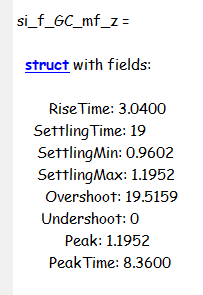 si_f_GC_mf_z =
struct with fields:
RiseTime: 3.0400
SettlingTime: 19
SettlingMin: 0.9602
SettlingMax: 1.1952
Overshoot: 19.5159
Undershoot: 0
Peak: 1.1952
PeakTime: 8.3600